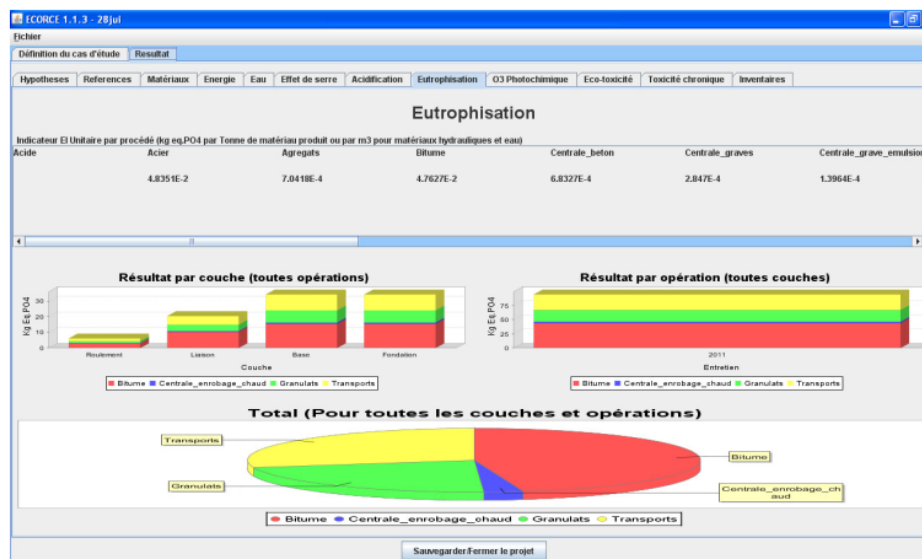 ECORCE 1.1.3 - 28jui
Fichier
Définition du cas d'étude Resultat
Hypotheses References Matériaux Energie Eau Effet de serre Acidification Eutrophisation O3 Photochimique Eco-toxicité Toxicité chronique Inventaires
Eutrophisation
Indicateur EI Unitaire par procédé (kg eq.PO4 par Tonne de matériau produit ou par m3 pour matériaux hydrauliques et eau)
Acide Acier Agregats Bitume Centrale_beton Centrale_graves Centrale_grave_emulsion
4.8351E-2 7.0418E-4 4.7627E-2 6.8327E-4 2.847E-4 1.3964E-4
Résultat par couche (toutes opérations)
Kg Eq.PO4
30
20
10
0
Roulement Liaison Base Fondation
Couche
Bitume Centrale_enrobage_chaud Granulats Transports
Résultat par opération (toutes couches)
Kg Eq.PO4
75
50
25
0
2011
Entretien
Bitume Centrale_enrobage_chaud Granulats Transports
Total (Pour toutes les couches et opérations)
Transports
Bitume
Granulats
Centrale_enrobage_ch
aud
Bitume Centrale_enrobage_chaud Granulats Transports
Sauvegarder/Fermer le projet